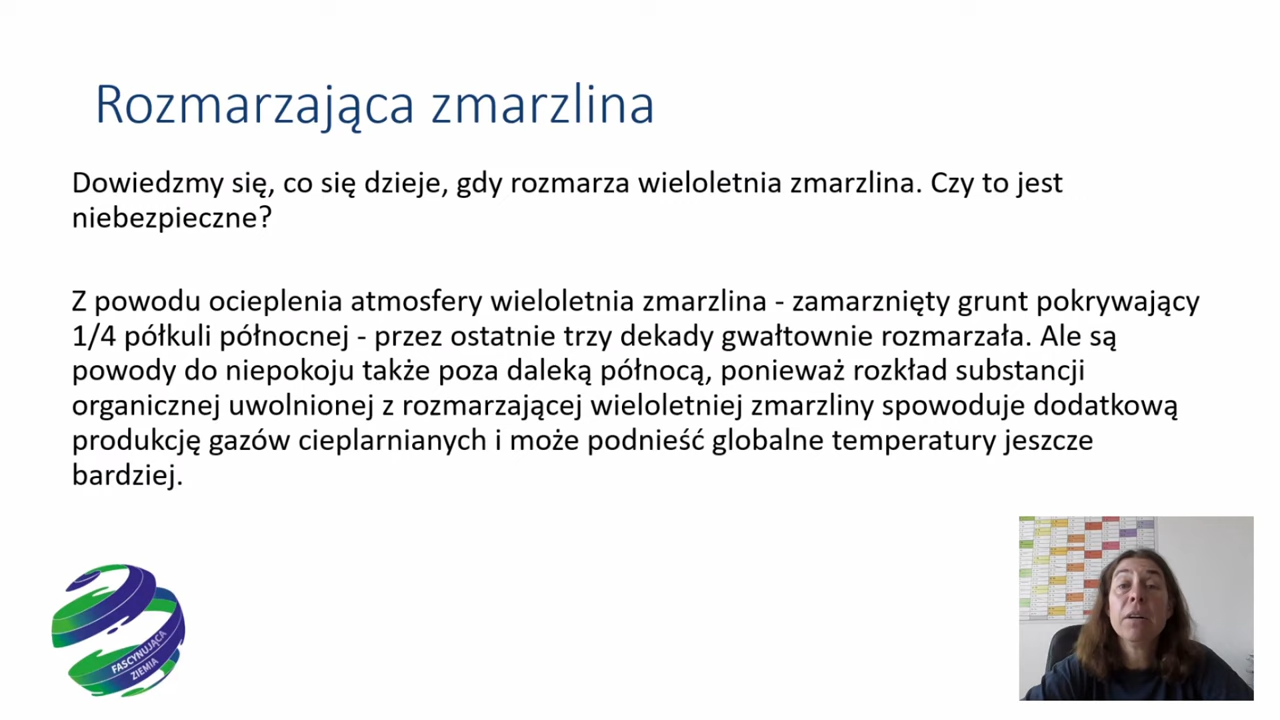 Rozmarzająca zmarzlina
Dowiedzmy się, co się dzieje, gdy rozmarza wieloletnia zmarzlina. Czy to jest
niebezpieczne?
Z powodu ocieplenia atmosfery wieloletnia zmarzlina - zamarznięty grunt pokrywający
1/4 półkuli północnej - przez ostatnie trzy dekady gwałtownie rozmarzała. Ale są
powody do niepokoju także poza daleką północą, ponieważ rozkład substancji
organicznej uwolnionej z rozmarzającej wieloletniej zmarzliny spowoduje dodatkową
produkcję gazów cieplarnianych i może podnieść globalne temperatury jeszcze
bardziej.
FASCYNUJĄCA
ZIEMIA